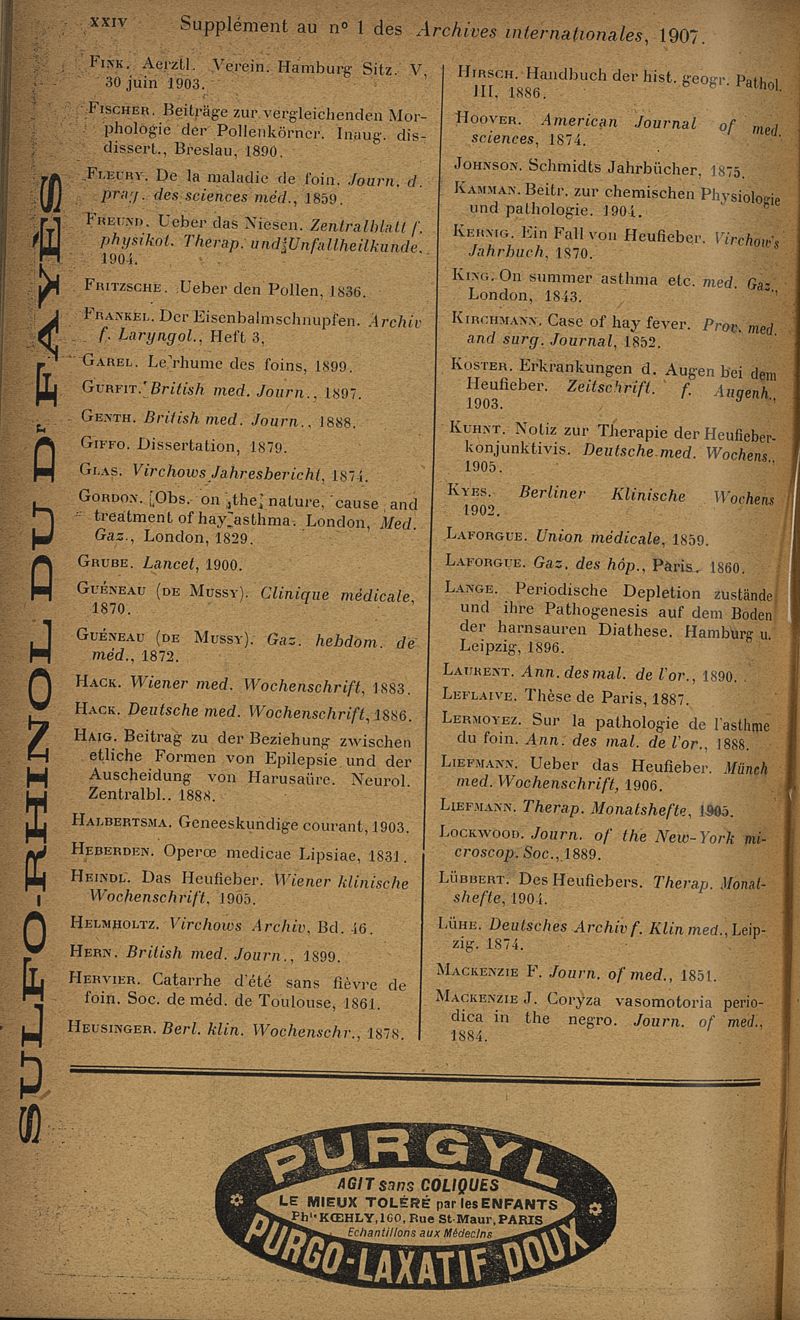 XXIV Supplément au n° 1 des Archives internationales, 1907.
FINK. Aerztl. Verein. Hamburg Sitz. V,
30 juin 1903.
FISCHER. Beiträge zur vergleichenden Mor-
phologie der Pollenkörner. Inaug. dis-
dissert., Breslau, 1890.
FLEURY. De la maladie de foin. Journ. d.
prag. des sciences méd., 1859.
FREUND. Ueber das Niesen. Zentralblatt f.
physikot. Therap. und Unfallheilkunde.
1904.
FRITZSCHE. Ueber den Pollen, 1836.
FRANKEL. Der Eisenbalmschnupfen. Archiv
f. Laryngol., Heft 3,
GAREL. Le rhume des foins, 1899.
GURFIT. British med. Journ., 1897.
GENTH. British med. Journ., 1888.
GIFFO. Dissertation, 1879.
GLAS. Virchows Jahresbericht, 1874.
GORDON. [Obs. on the nature, cause and
treatment of hay asthma. London, Med.
Gaz., London, 1829.
GRUBE. Lancet, 1900.
GUÉNEAU (DE MUSSY). Clinique médicale,
1870.
GUÉNEAU (DE MUSSY). Gaz. hebdom. de
méd., 1872.
HACK. Wiener med. Wochenschrift, 1883.
HACK. Deutsche med. Wochenschrift, 1886.
HAIG. Beitrag zu der Beziehung zwischen
etliche Formen von Epilepsie und der
Auscheidung von Harusaüre. Neurol.
Zentralbl.. 1888.
HALBERTSMA. Geneeskundige courant, 1903.
HEBERDEN. Operœ medicae Lipsiae, 1831.
HEINDL. Das Heufieber. Wiener klinische
Wochenschrift, 1905.
HELMHOLTZ. Virchows Archiv, Bd. 46.
HERN. British med. Journ., 1899.
HERVIER. Catarrhe d'été sans fièvre de
foin. Soc. de méd. de Toulouse, 1861.
HEUSINGER. Berl. klin. Wochenschr., 1878.
HIRSCH. Handbuch der hist. geogr. Pathol.
III, 1886.
HOOVER. American Journal of med.
sciences, 1874.
JOHNSON. Schmidts Jahrbücher, 1875.
KAMMAN. Beitr. zur chemischen Physiologie
und pathologie. 1904.
KERNIG. Ein Fall von Heufieber. Virchow's
Jahrbuch, 1870.
KING. On summer asthma etc. med. Gaz.,
London, 1843.
KIRCHMANN. Case of hay fever. Prov. med.
and surg. Journal, 1852.
KOSTER. Erkrankungen d. Augen bei dem
Heufieber. Zeitschrift. f. Augenh.,
1903.
KUHNT. Notiz zur Therapie der Heufieber-
konjunktivis. Deutsche med. Wochens.,
1905.
KYES. Berliner Klinische Wochens
1902.
LAFORGUE. Union médicale, 1859.
LAFORGUE. Gaz. des hôp., Paris, 1860.
LANGE. Periodische Depletion zustände
und ihre Pathogenesis auf dem Boden
der harnsauren Diathese. Hamburg u.
Leipzig, 1896.
LAURENT. Ann. des mal. de l'or., 1890.
LEFLAIVE. Thèse de Paris, 1887.
LERMOYEZ. Sur la pathologie de l'asthme
du foin. Ann. des mal. de l'or., 1888.
LIEFMANN. Ueber das Heufieber. Münch
med. Wochenschrift, 1906.
LIEFMANN. Therap. Monatshefte, 1905.
LOCKWOOD. Journ. of the New-York mi-
croscop. Soc., 1889.
LÜBBERT. Des Heufiebers. Therap. Monat-
shefte, 1904.
LÜHE. Deutsches Archiv f. Klin med., Leip-
zig. 1874.
MACKENZIE F. Journ. of med., 1851.
MACKENZIE J. Coryza vasomotoria perio-
dica in the negro. Journ. of med.,
1884.
SULFO-RHINOL DU Dr FAYES
PURGYL
AGIT sans COLIQUES
LE MIEUX TOLÉRÉ par les ENFANTS
Phie KŒHLY, 160, Rue St-Maur, PARIS
Echantillons aux Médecins
PURGO-LAXATIF DOUX